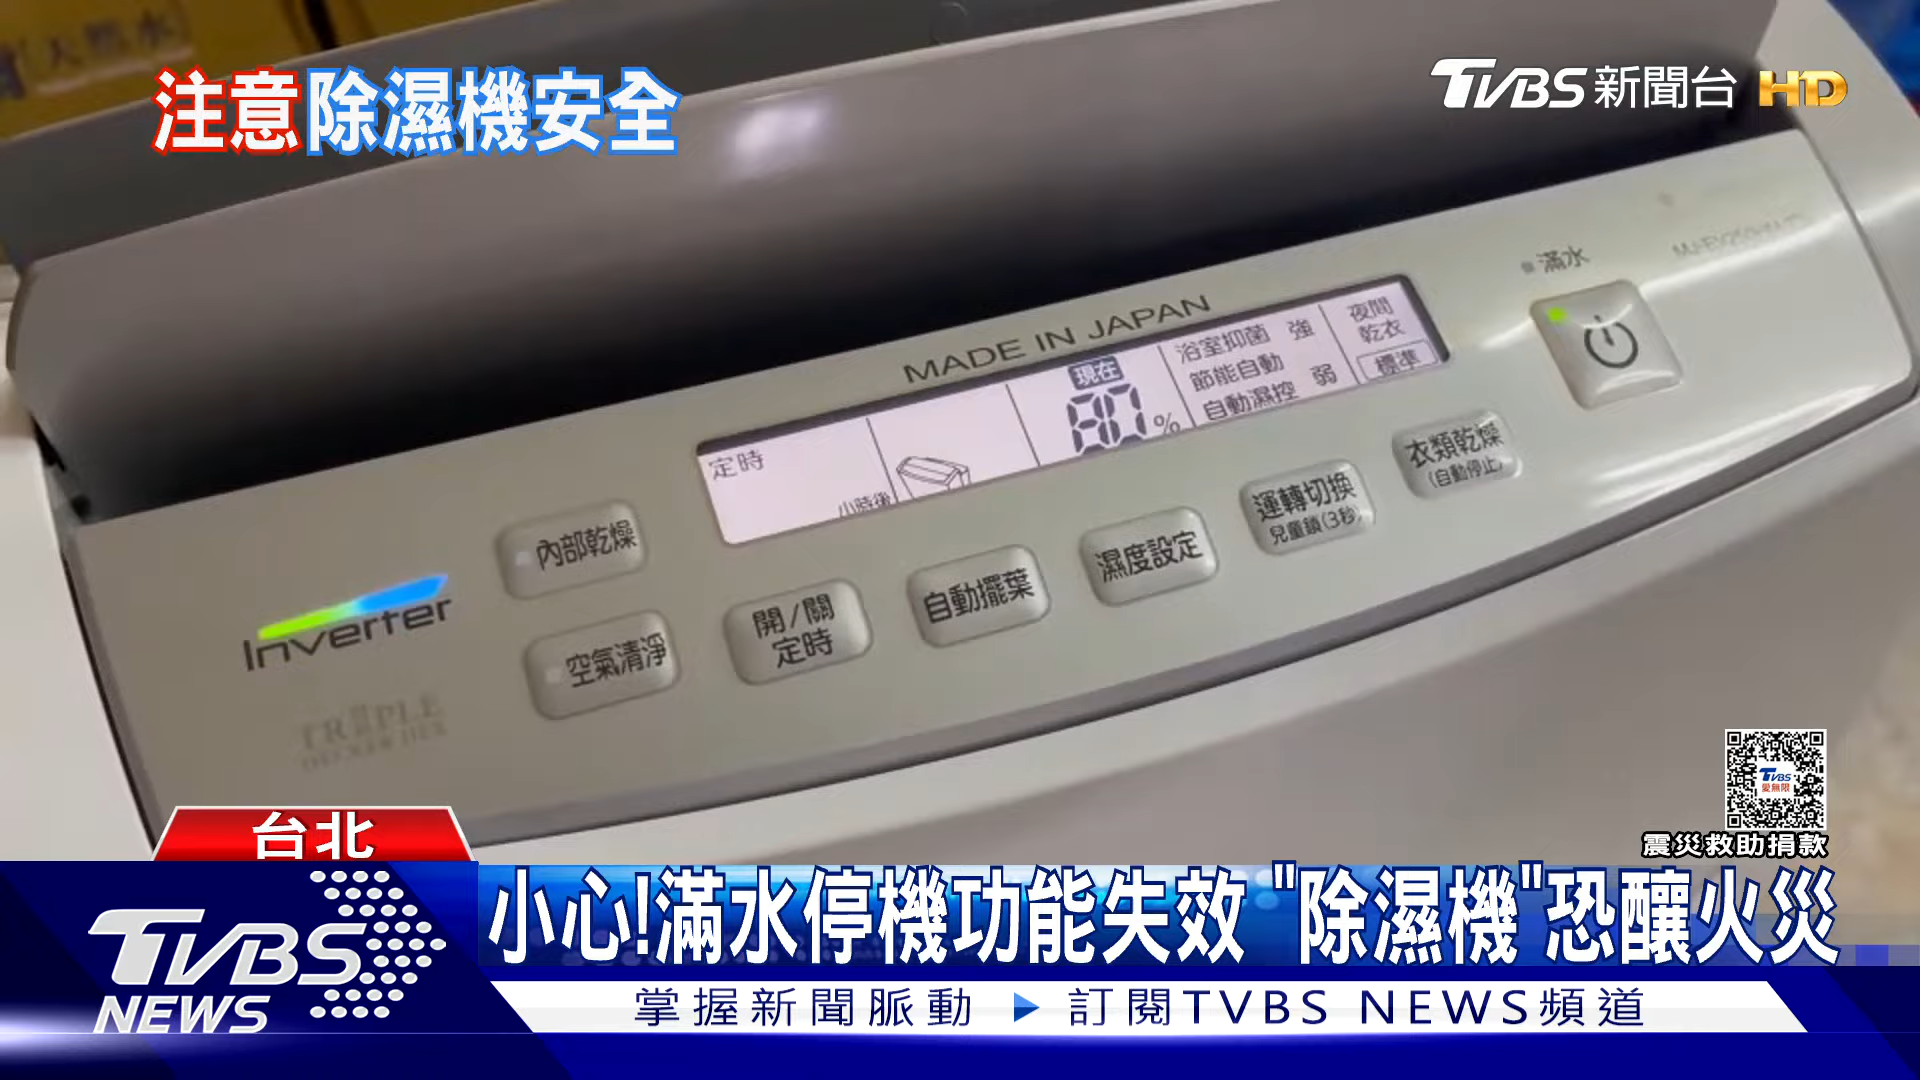 注意除濕機安全
TVBS新聞台 HD
滿水
MADE IN JAPAN
定時
小時後
現在
80%
浴室抑菌 強
節能自動
自動濕控 弱
夜間
乾衣
標準
衣類乾燥
(自動停止)
運轉切換
兒童鎖(3秒)
濕度設定
自動擺葉
開/關
定時
內部乾燥
空氣清淨
Inverter
TRIPLE
TVBS
愛無限
震災救助捐款
台北
小心!滿水停機功能失效 "除濕機"恐釀火災
TVBS
NEWS
掌握新聞脈動 ▶ 訂閱TVBS NEWS頻道